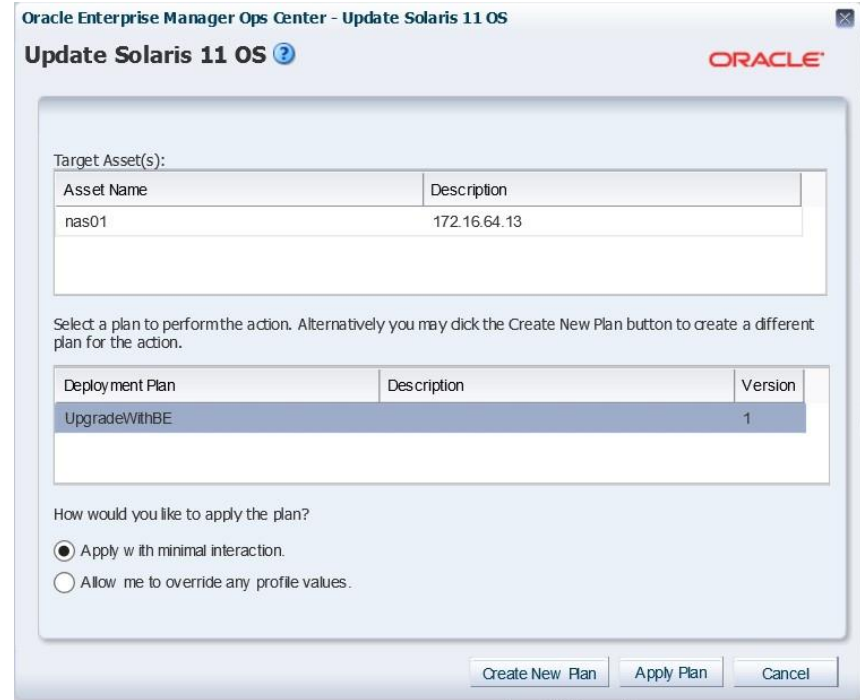 Oracle Enterprise Manager Ops Center - Update Solaris 11 OS
Update Solaris 11 OS ?
ORACLE
Target Asset(s):
Asset Name Description
nas01 172.16.64.13
Select a plan to perform the action. Alternatively you may click the Create New Plan button to create a different
plan for the action.
Deployment Plan Description Version
UpgradeWithBE 1
How would you like to apply the plan?
Apply with minimal interaction.
Allow me to override any profile values.
Create New Plan Apply Plan Cancel